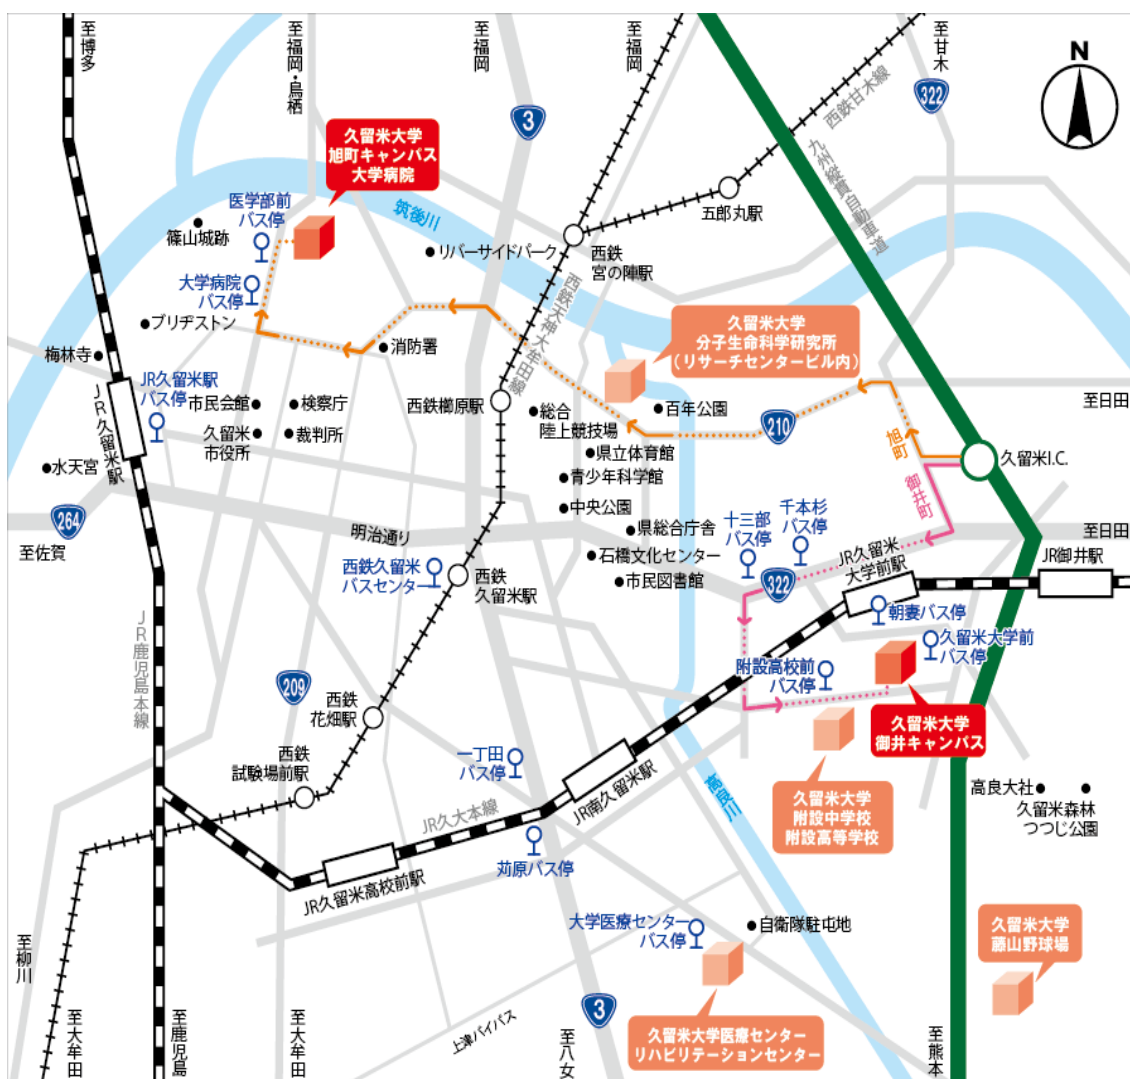 至博多
至福岡・鳥栖
至福岡
至福岡
至甘木
N
3
322
西鉄甘木線
九州縦貫自動車道
久留米大学
旭町キャンパス
大学病院
医学部前
バス停
篠山城跡
筑後川
リバーサイドパーク
五郎丸駅
西鉄
宮の陣駅
大学病院
バス停
西鉄天神大牟田線
ブリヂストン
梅林寺
消防署
久留米大学
分子生命科学研究所
(リサーチセンタービル内)
JR久留米駅
バス停
JR久留米駅
市民会館
検察庁
久留米
市役所
裁判所
西鉄櫛原駅
総合
陸上競技場
百年公園
210
至日田
旭町
久留米I.C.
水天宮
県立体育館
青少年科学館
中央公園
御井町
264
至佐賀
明治通り
県総合庁舎
十三部
バス停
千本杉
バス停
至日田
石橋文化センター
市民図書館
西鉄久留米
バスセンター
西鉄
久留米駅
322
JR久留米
大学前駅
JR御井駅
朝妻バス停
久留米大学前
バス停
JR鹿児島本線
209
西鉄
花畑駅
附設高校前
バス停
久留米大学
御井キャンパス
西鉄
試験場前駅
一丁田
バス停
JR南久留米駅
高良川
久留米大学
附設中学校
附設高等学校
高良大社
久留米森林
つつじ公園
JR久大本線
JR久留米高校前駅
苅原バス停
大学医療センター
バス停
自衛隊駐屯地
久留米大学
藤山野球場
至柳川
3
久留米大学医療センター
リハビリテーションセンター
上津バイパス
至大牟田
至鹿児島
至大牟田
至八女
至熊本